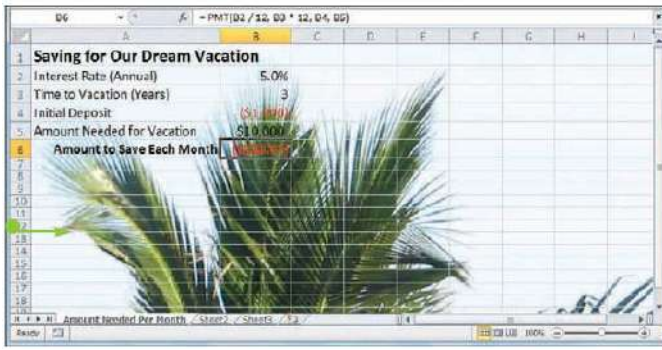 B6 fx =PMT(B2 / 12, B3 * 12, B4, B5)
A B C D E F G H I
1 Saving for Our Dream Vacation
2 Interest Rate (Annual) 5.0%
3 Time to Vacation (Years) 3
4 Initial Deposit
5 Amount Needed for Vacation $10,000
6 Amount to Save Each Month
7
8
9
10
11
12
13
14
15
16
17
18
Amount Needed Per Month Sheet2 Sheet3
Ready 100%